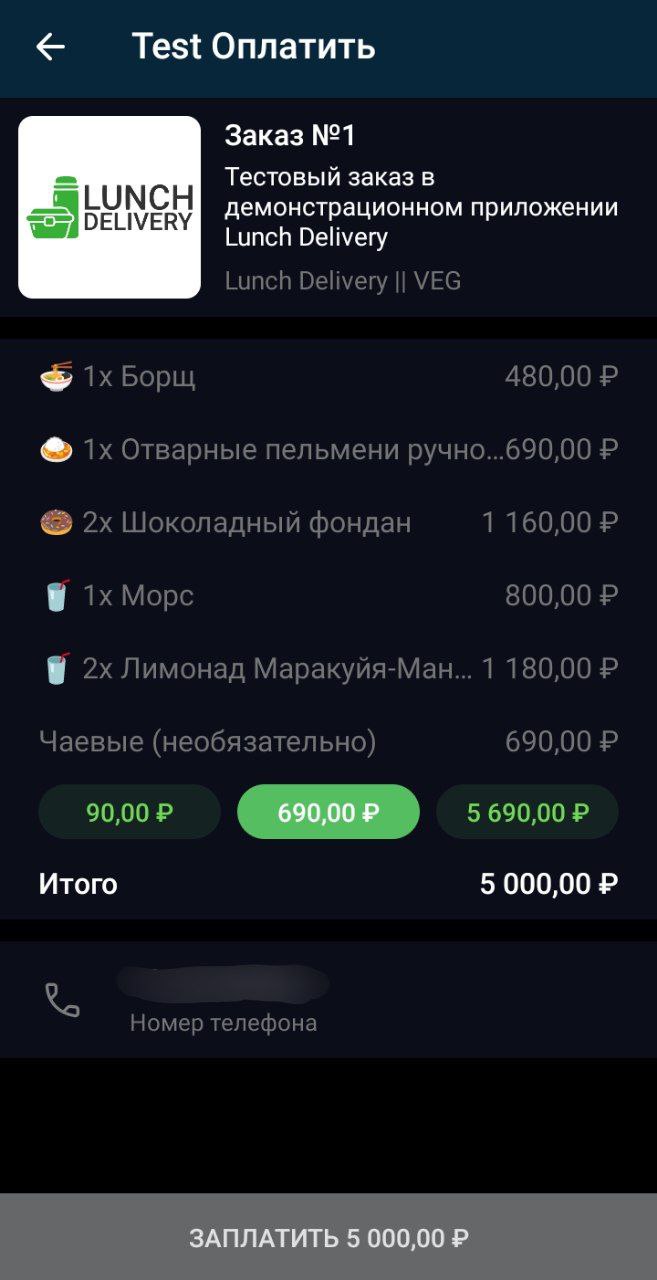 Test Оплатить
LUNCH
DELIVERY
Заказ №1
Тестовый заказ в
демонстрационном приложении
Lunch Delivery
Lunch Delivery || VEG
1x Борщ 480,00 ₽
1x Отварные пельмени ручно...690,00 ₽
2x Шоколадный фондан 1 160,00 ₽
1x Морс 800,00 ₽
2x Лимонад Маракуйя-Ман... 1 180,00 ₽
Чаевые (необязательно) 690,00 ₽
90,00 ₽ 690,00 ₽ 5 690,00 ₽
Итого 5 000,00 ₽
Номер телефона
ЗАПЛАТИТЬ 5 000,00 ₽